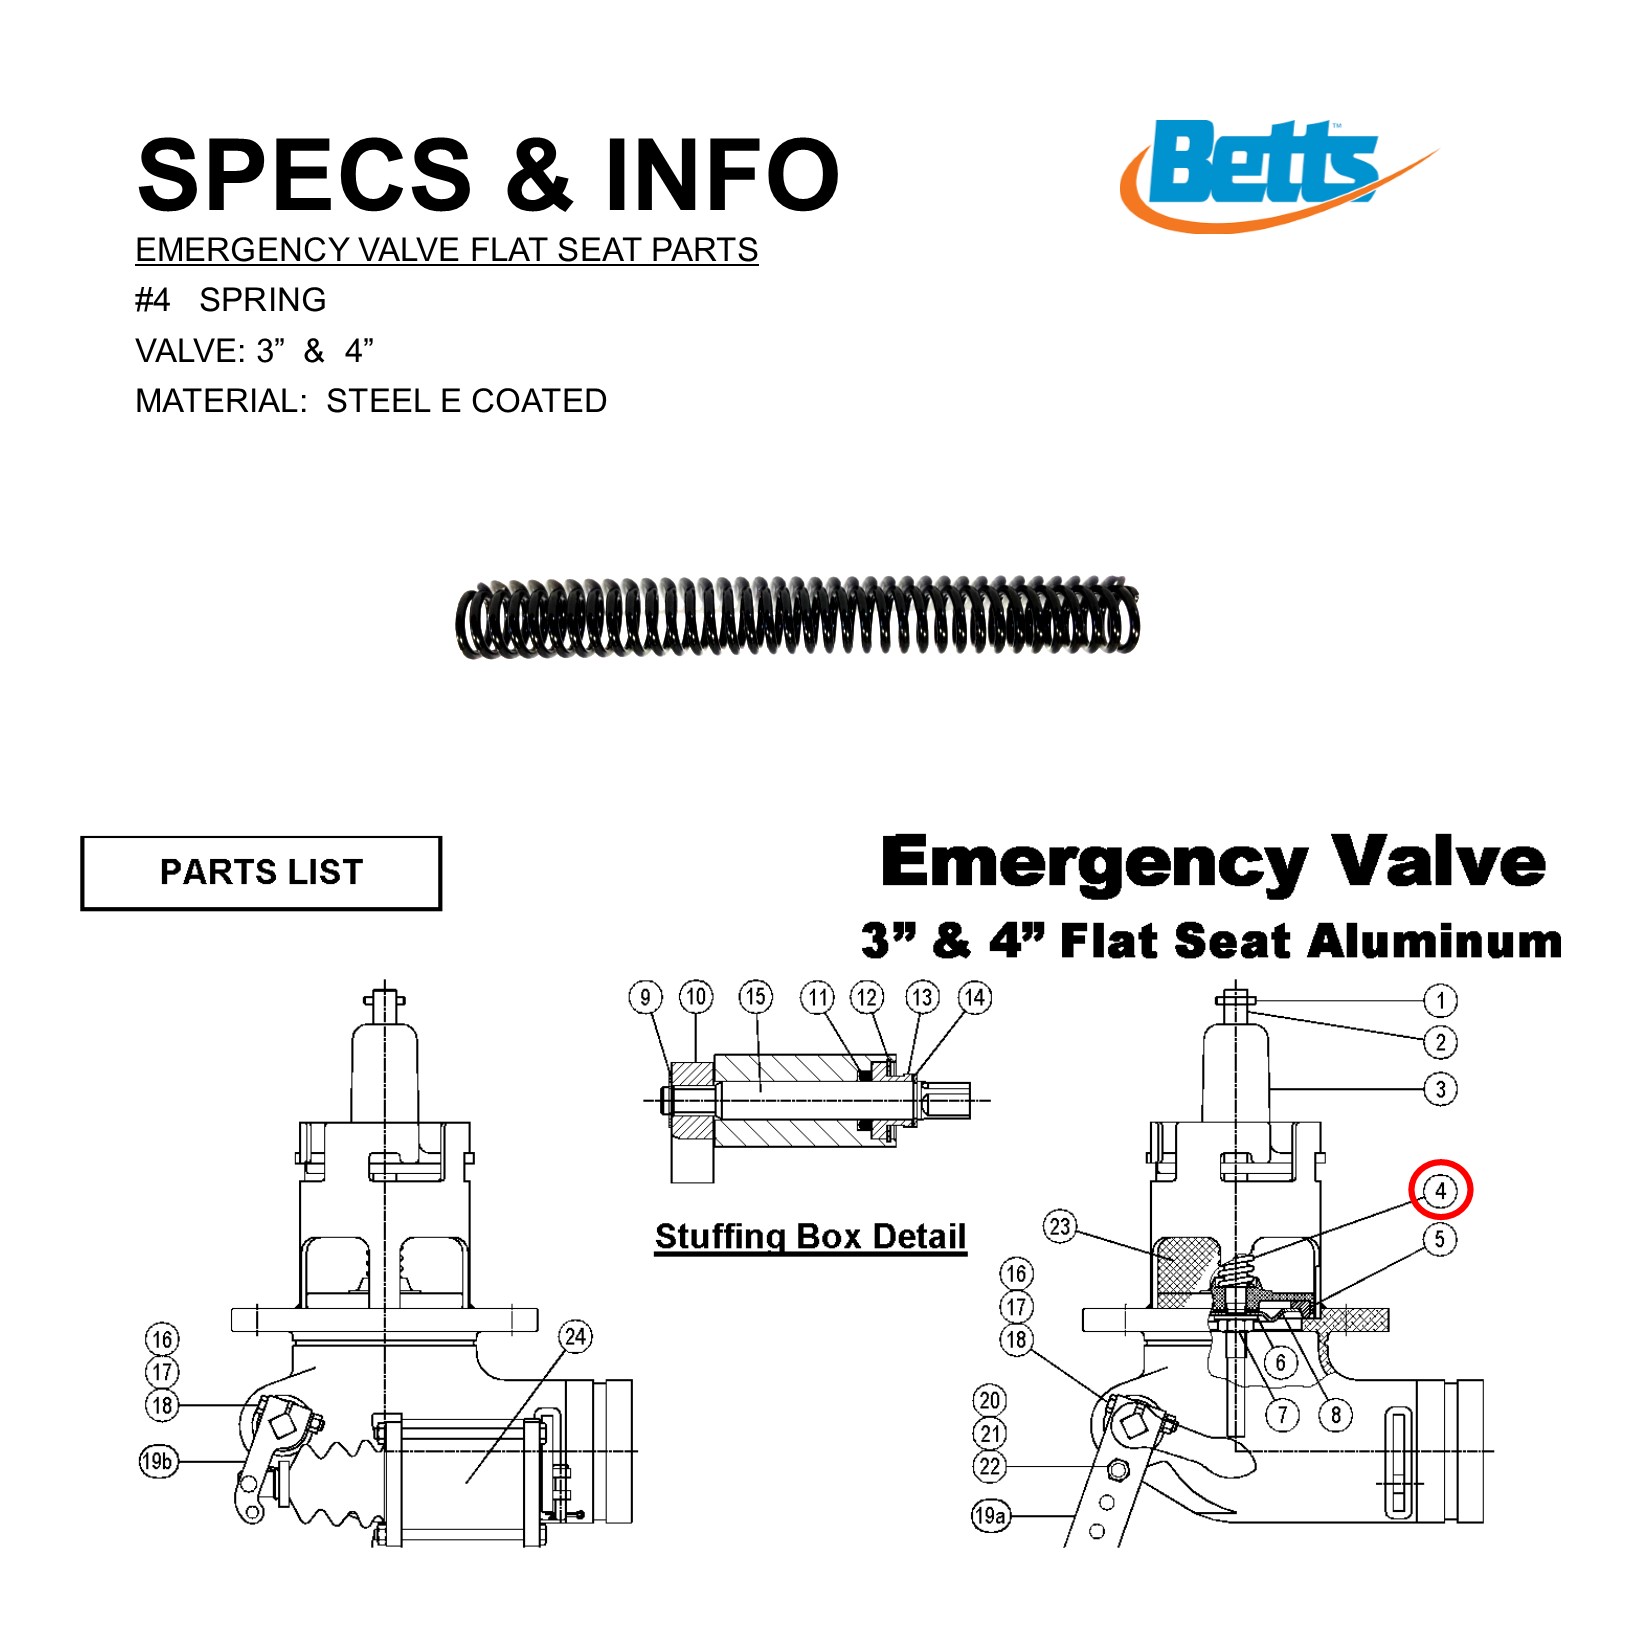 SPECS & INFO
Betts™
EMERGENCY VALVE FLAT SEAT PARTS
#4 SPRING
VALVE: 3” & 4”
MATERIAL: STEEL E COATED
PARTS LIST
Emergency Valve
3” & 4” Flat Seat Aluminum
9 10 15 11 12 13 14
1
2
3
4
5
23
Stuffing Box Detail
16
17
18
16
17
18
24
6
7
8
20
21
22
19b
19a